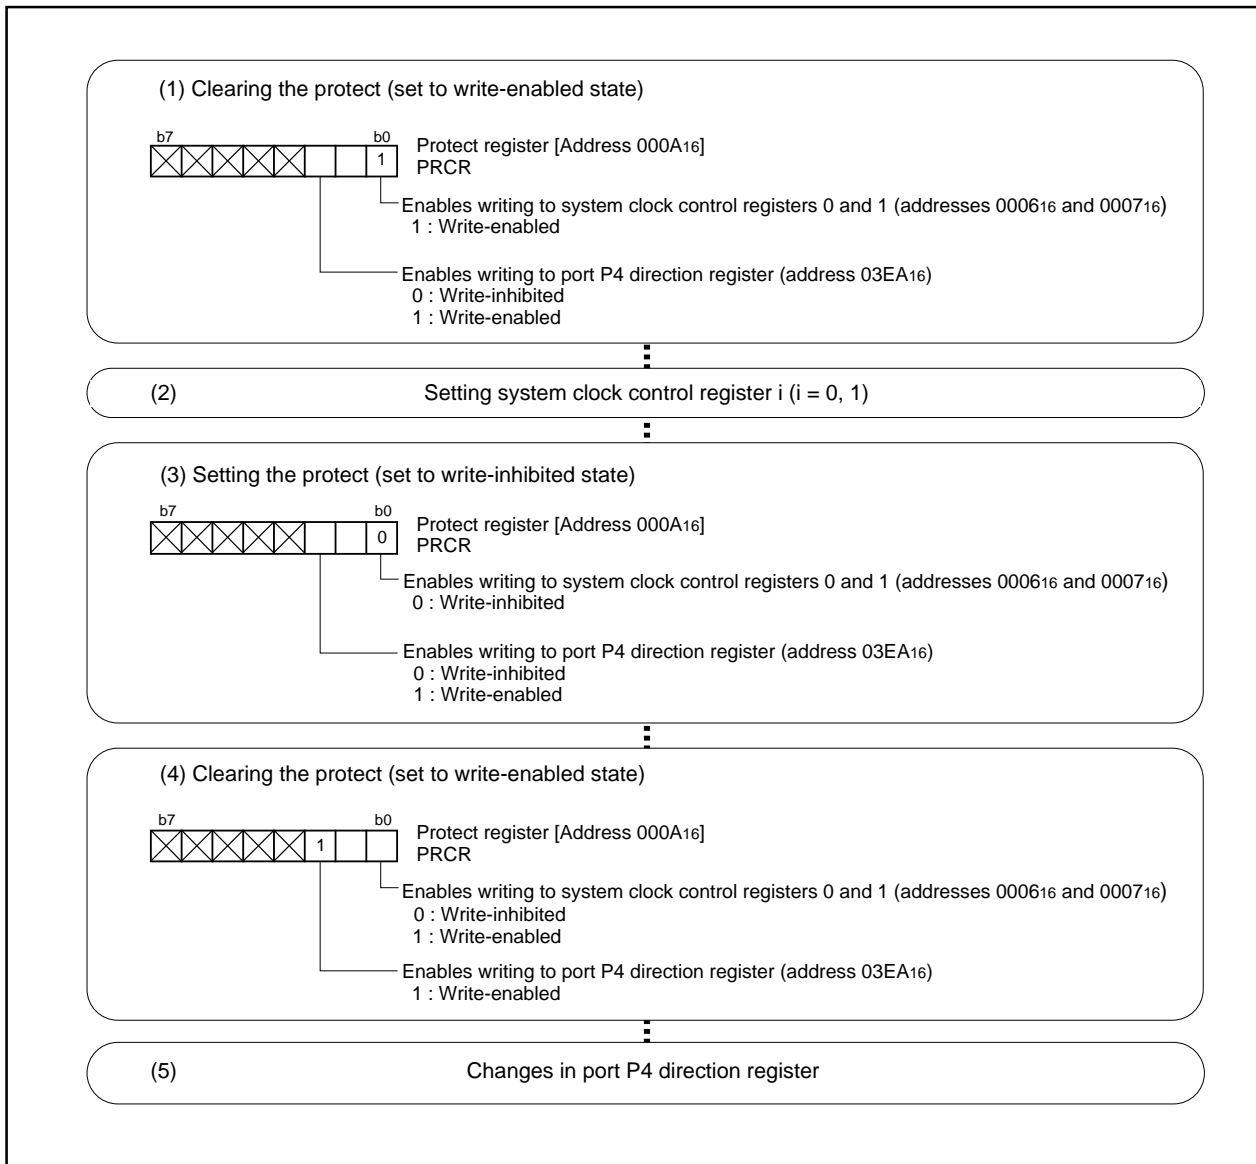 (1) Clearing the protect (set to write-enabled state)
b7 b0
1
Protect register [Address 000A16]
PRCR
Enables writing to system clock control registers 0 and 1 (addresses 000616 and 000716)
1 : Write-enabled
Enables writing to port P4 direction register (address 03EA16)
0 : Write-inhibited
1 : Write-enabled
(2) Setting system clock control register i (i = 0, 1)
(3) Setting the protect (set to write-inhibited state)
b7 b0
0
Protect register [Address 000A16]
PRCR
Enables writing to system clock control registers 0 and 1 (addresses 000616 and 000716)
0 : Write-inhibited
Enables writing to port P4 direction register (address 03EA16)
0 : Write-inhibited
1 : Write-enabled
(4) Clearing the protect (set to write-enabled state)
b7 b0
1
Protect register [Address 000A16]
PRCR
Enables writing to system clock control registers 0 and 1 (addresses 000616 and 000716)
0 : Write-inhibited
1 : Write-enabled
Enables writing to port P4 direction register (address 03EA16)
1 : Write-enabled
(5) Changes in port P4 direction register